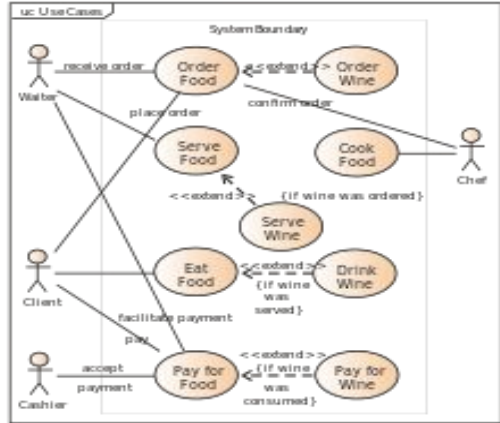 uc UseCases
System Boundary
receive order
Order
Food
<<extend>>
Order
Wine
Waiter
place order
confirm order
Serve
Food
Cook
Food
Chef
<<extend>>
{if wine was ordered}
Serve
Wine
Eat
Food
<<extend>>
{if wine
was
served}
Drink
Wine
Client
facilitate payment
pay
accept
payment
Pay for
Food
<<extend>>
{if wine
was
consumed}
Pay for
Wine
Cashier